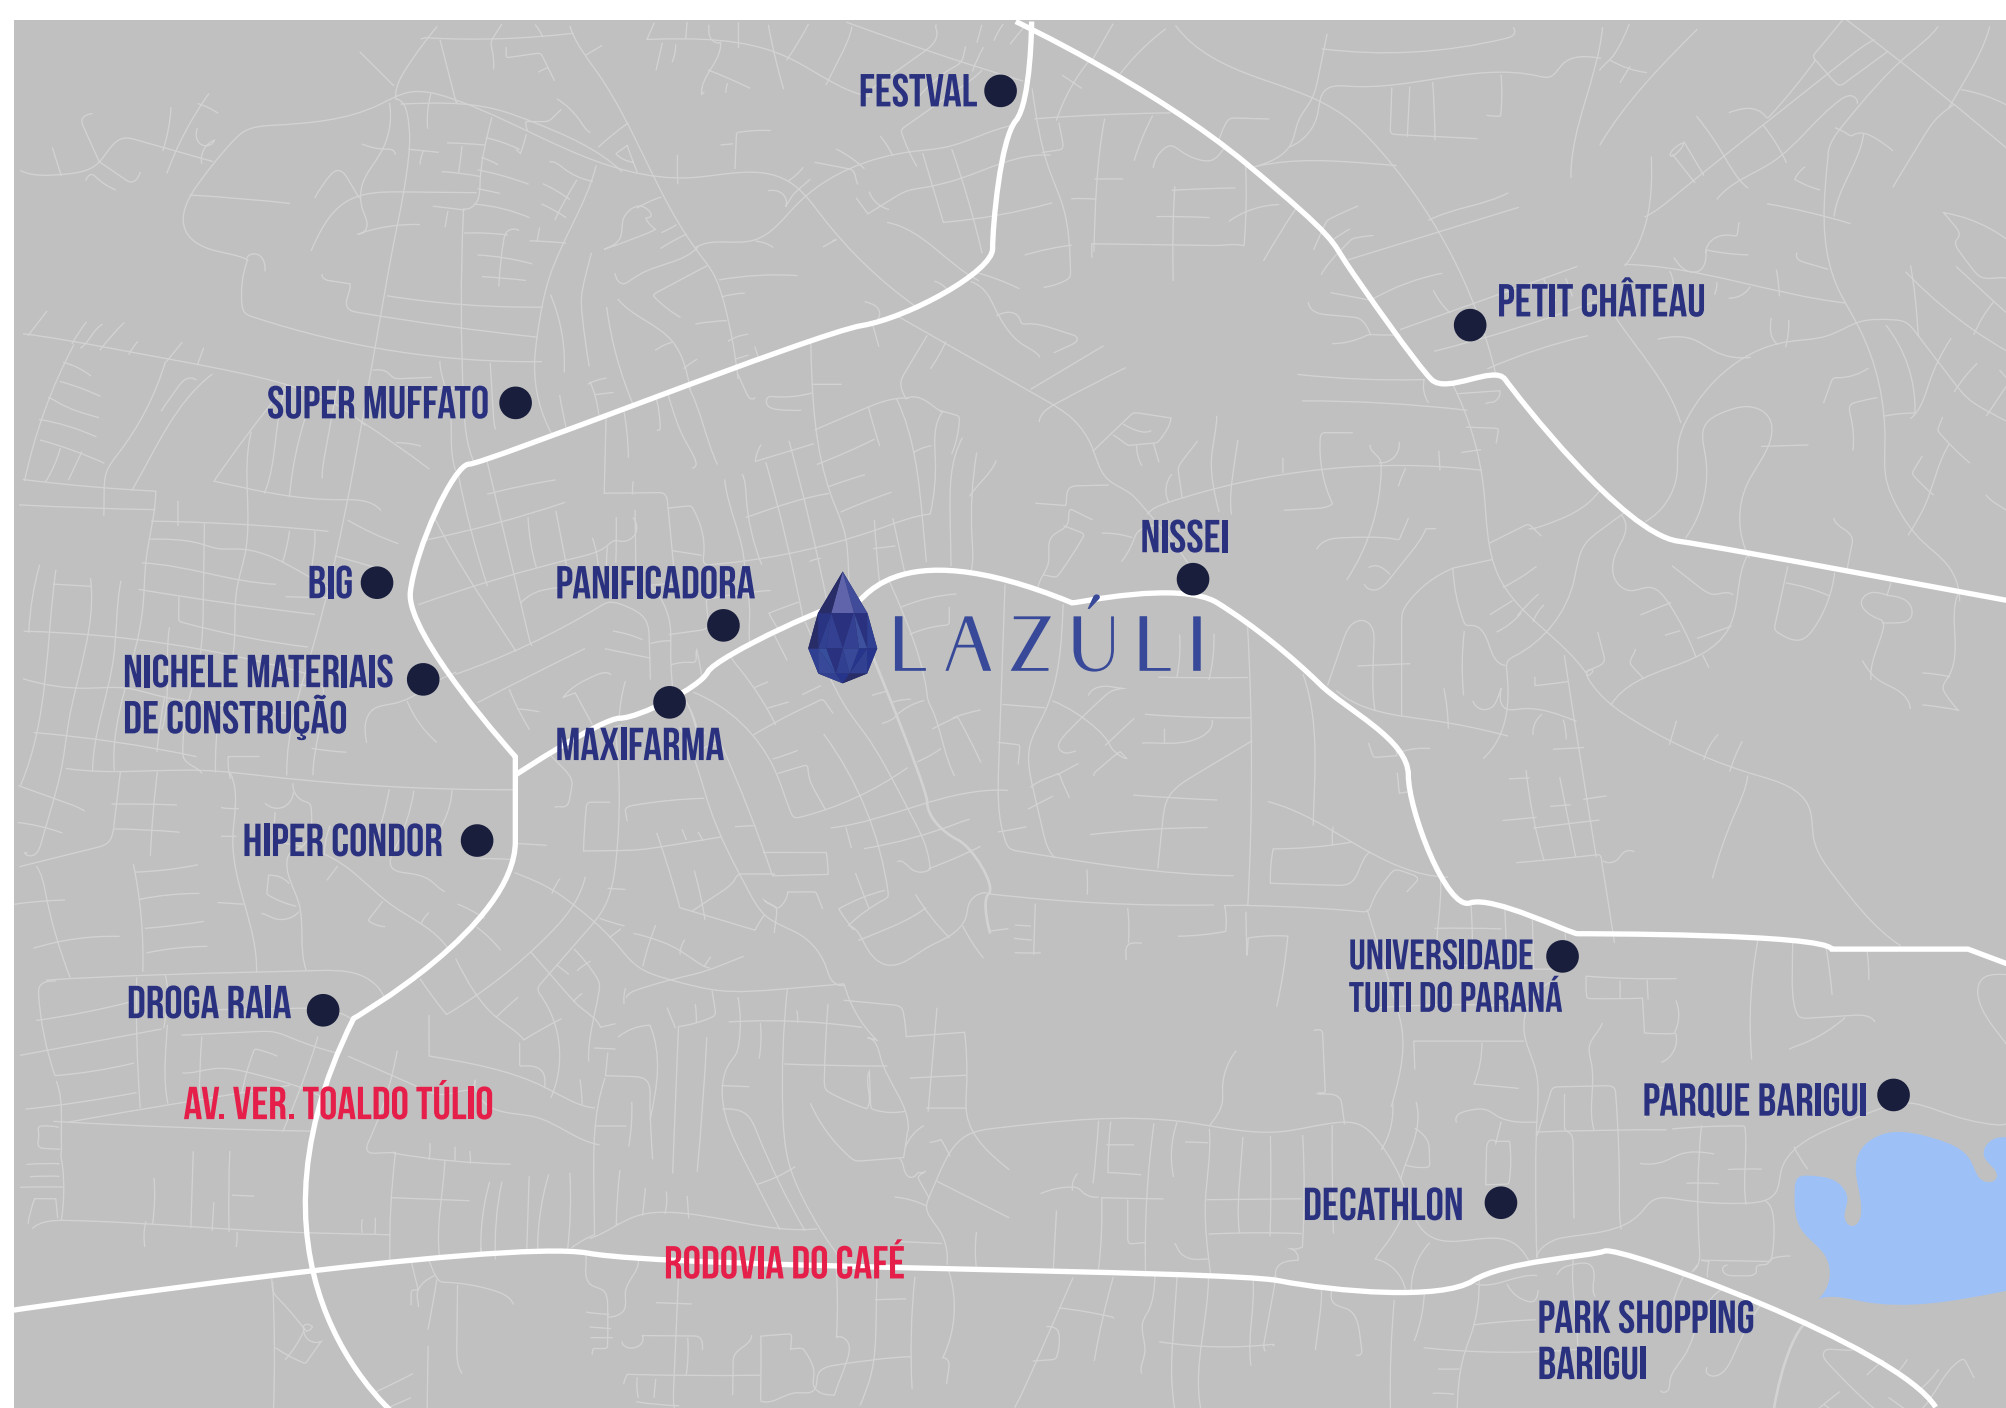 FESTVAL
PETIT CHÂTEAU
SUPER MUFFATO
NISSEI
BIG
PANIFICADORA
LAZÚLI
NICHELE MATERIAIS
DE CONSTRUÇÃO
MAXIFARMA
HIPER CONDOR
UNIVERSIDADE
TUITI DO PARANÁ
DROGA RAIA
AV. VER. TOALDO TÚLIO
PARQUE BARIGUI
DECATHLON
RODOVIA DO CAFÉ
PARK SHOPPING
BARIGUI